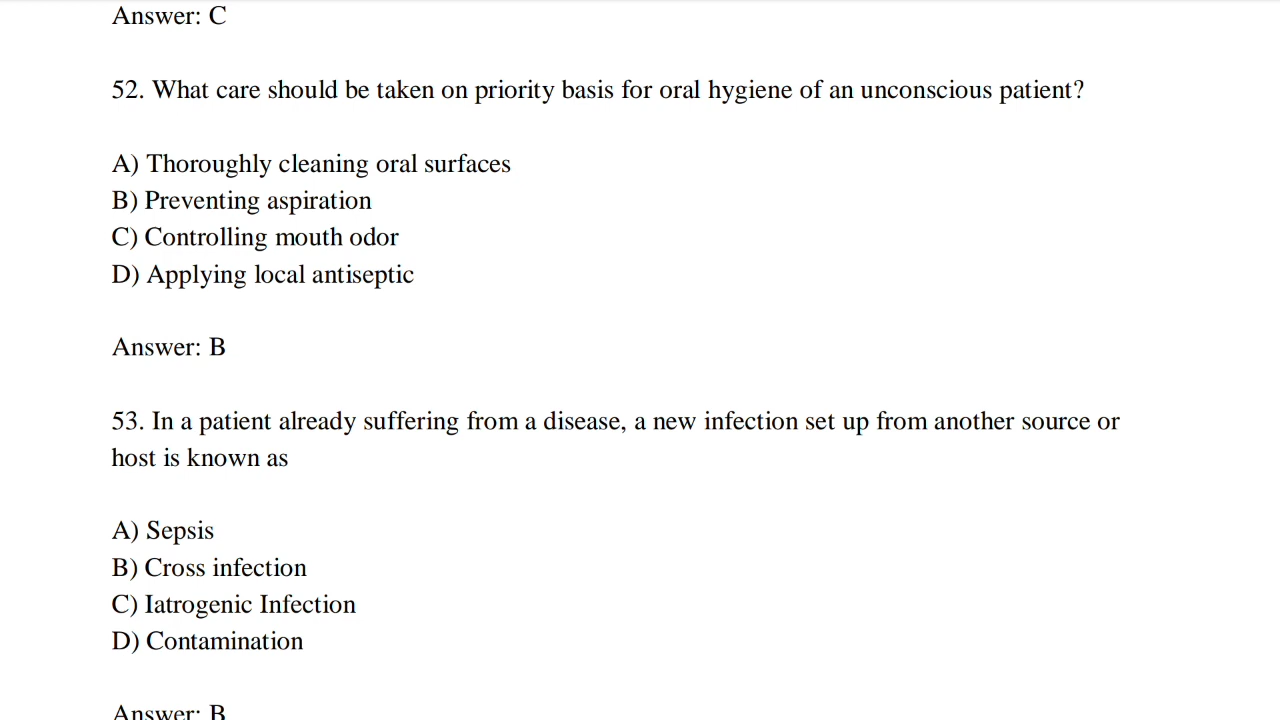 Answer: C
52. What care should be taken on priority basis for oral hygiene of an unconscious patient?
A) Thoroughly cleaning oral surfaces
B) Preventing aspiration
C) Controlling mouth odor
D) Applying local antiseptic
Answer: B
53. In a patient already suffering from a disease, a new infection set up from another source or
host is known as
A) Sepsis
B) Cross infection
C) Iatrogenic Infection
D) Contamination
Answer: B